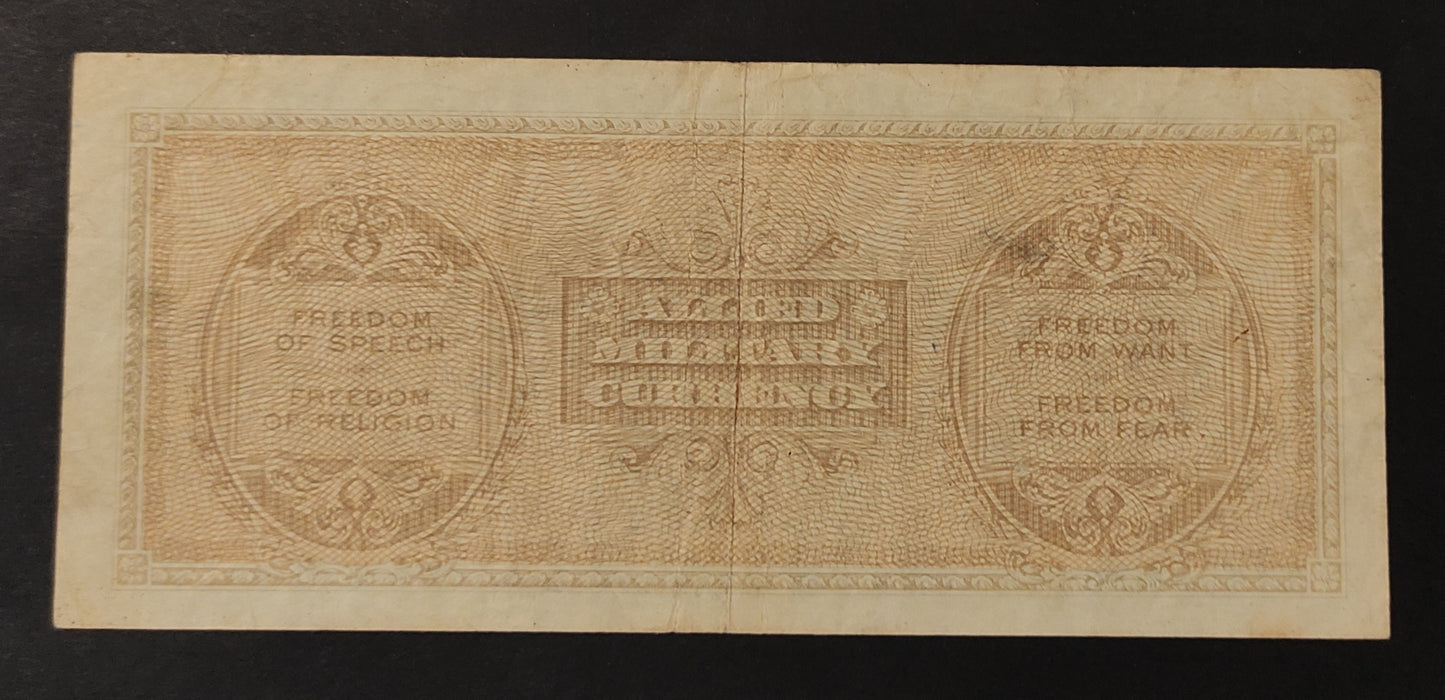 FREEDOM
OF SPEECH
FREEDOM
OF RELIGION
ALLIED
MILITARY
CURRENCY
FREEDOM
FROM WANT
FREEDOM
FROM FEAR